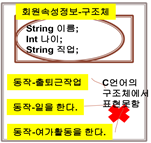 회원속성정보-구조체
String 이름;
Int 나이;
String 직업;
동작-출퇴근작업
동작-일을 한다.
동작-여가활동을 한다.
C언어의
구조체에서
표현못함